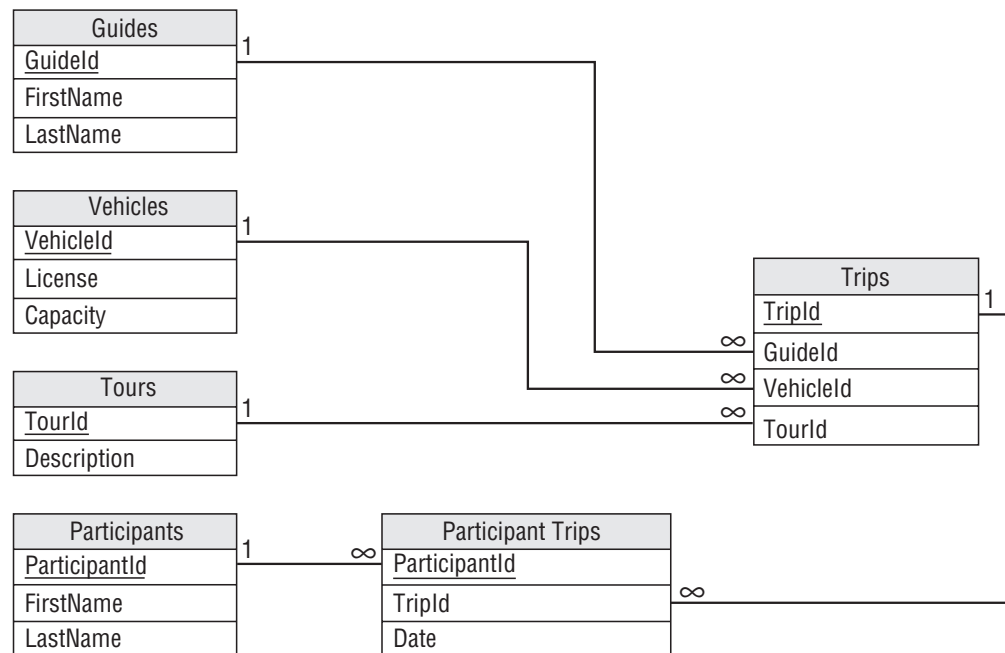 Guides
GuideId
FirstName
LastName
1
Vehicles
VehicleId
License
Capacity
1
Tours
TourId
Description
1
Trips
TripId
GuideId
VehicleId
TourId
1
∞
∞
∞
Participants
ParticipantId
FirstName
LastName
1
∞
Participant Trips
ParticipantId
TripId
Date
∞